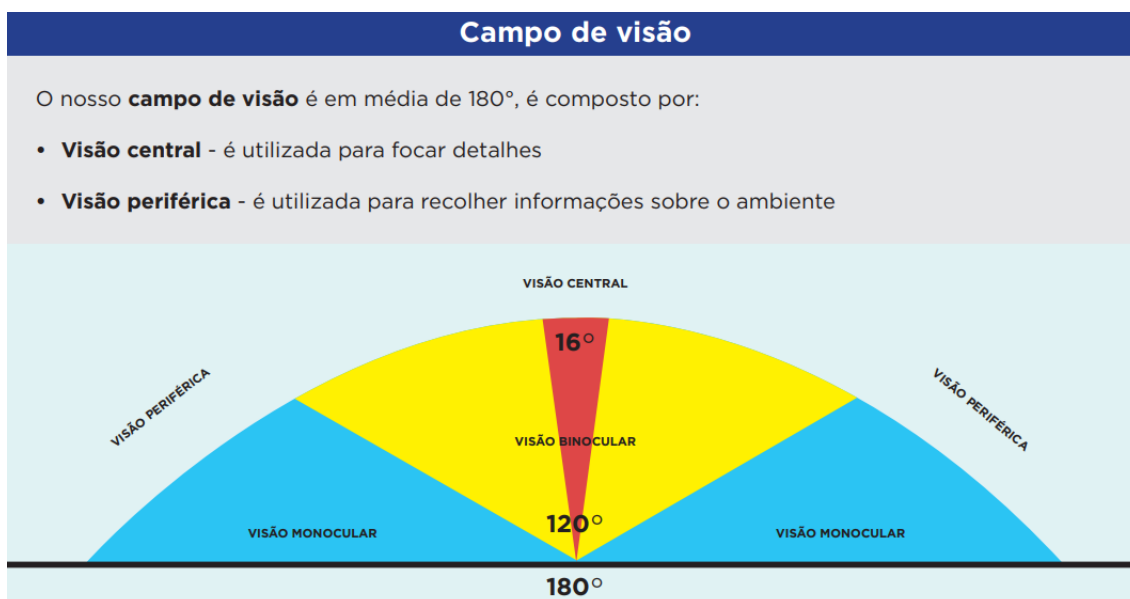 Campo de visão
O nosso campo de visão é em média de 180°, é composto por:
• Visão central - é utilizada para focar detalhes
• Visão periférica - é utilizada para recolher informações sobre o ambiente
VISÃO CENTRAL
16°
VISÃO PERIFÉRICA
VISÃO PERIFÉRICA
VISÃO BINOCULAR
120°
VISÃO MONOCULAR
VISÃO MONOCULAR
180°